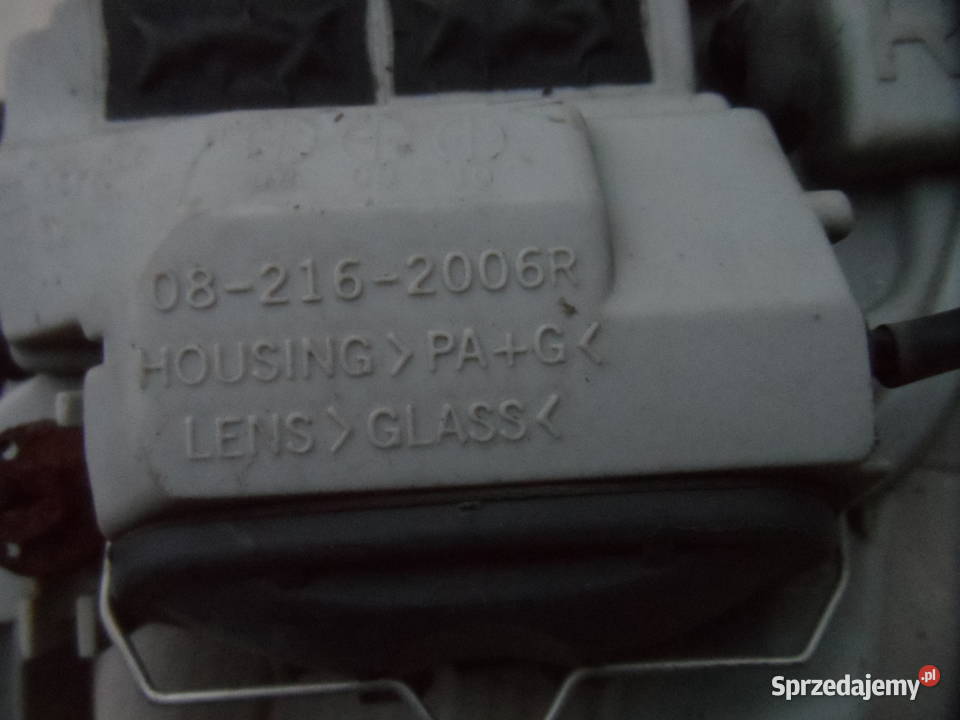 08-216-2006R
HOUSING>PA+G<
LENS>GLASS<
Sprzedajemy.pl